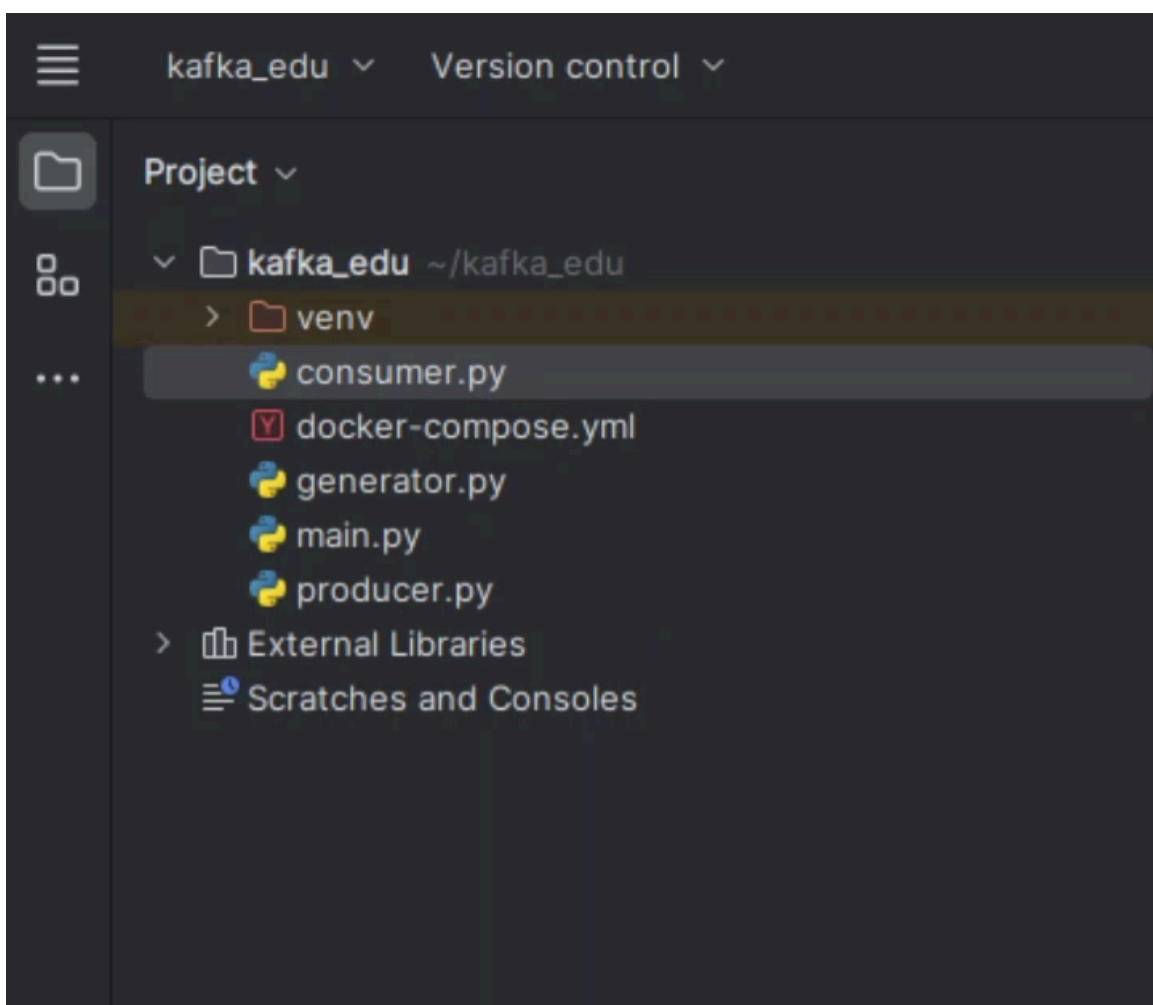 kafka_edu Version control
Project
kafka_edu ~/kafka_edu
venv
consumer.py
docker-compose.yml
generator.py
main.py
producer.py
External Libraries
Scratches and Consoles